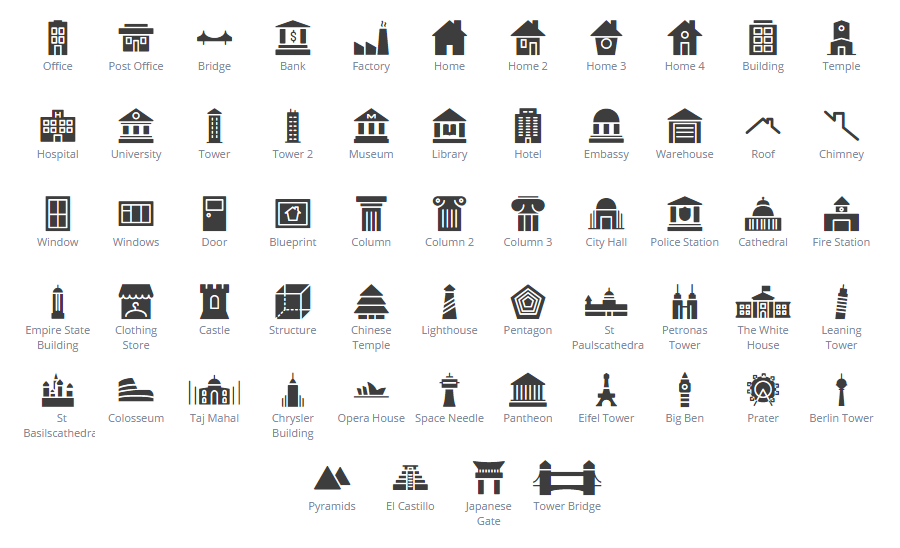 Office Post Office Bridge Bank Factory Home Home 2 Home 3 Home 4 Building Temple
H
Hospital University Tower Tower 2 Museum Library Hotel Embassy Warehouse Roof Chimney
Window Windows Door Blueprint Column Column 2 Column 3 City Hall Police Station Cathedral Fire Station
Empire State Clothing Castle Structure Chinese Lighthouse Pentagon St Petronas The White Leaning
Building Store Temple Paulscathedra Tower House Tower
St Colosseum Taj Mahal Chrysler Opera House Space Needle Pantheon Eifel Tower Big Ben Prater Berlin Tower
Basilscathedra Building
Pyramids El Castillo Japanese Tower Bridge
Gate